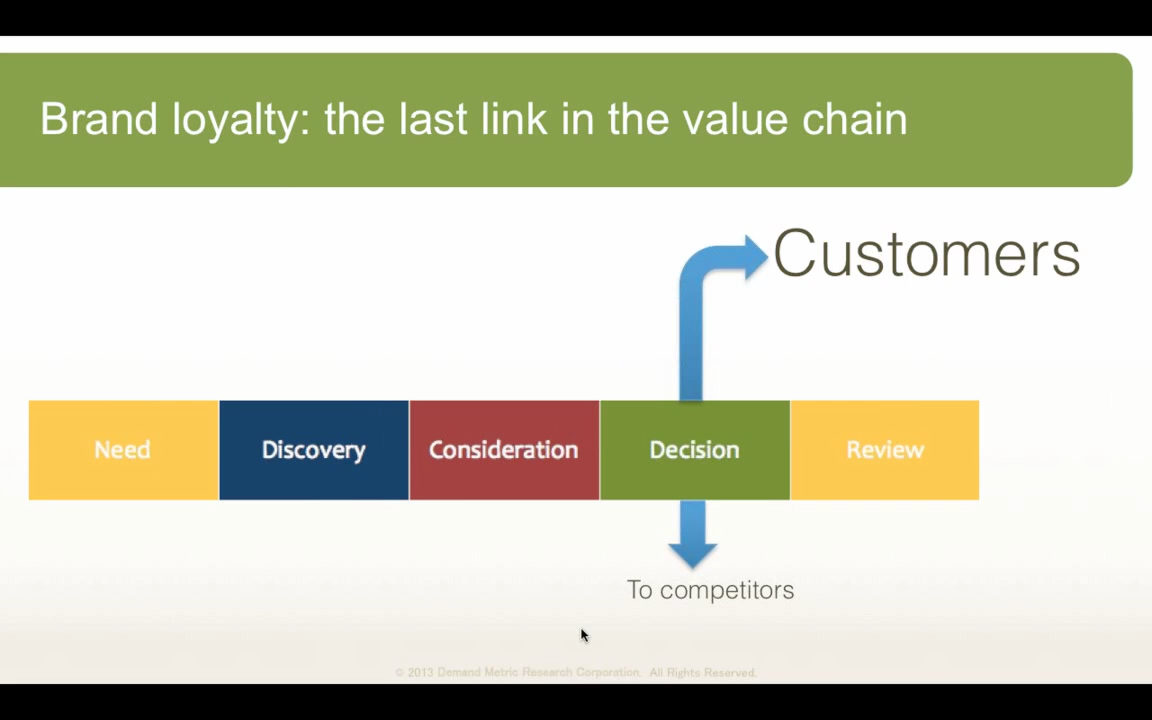 Brand loyalty: the last link in the value chain
Customers
Need
Discovery
Consideration
Decision
Review
To competitors
© 2013 Demand Metric Research Corporation. All Rights Reserved.